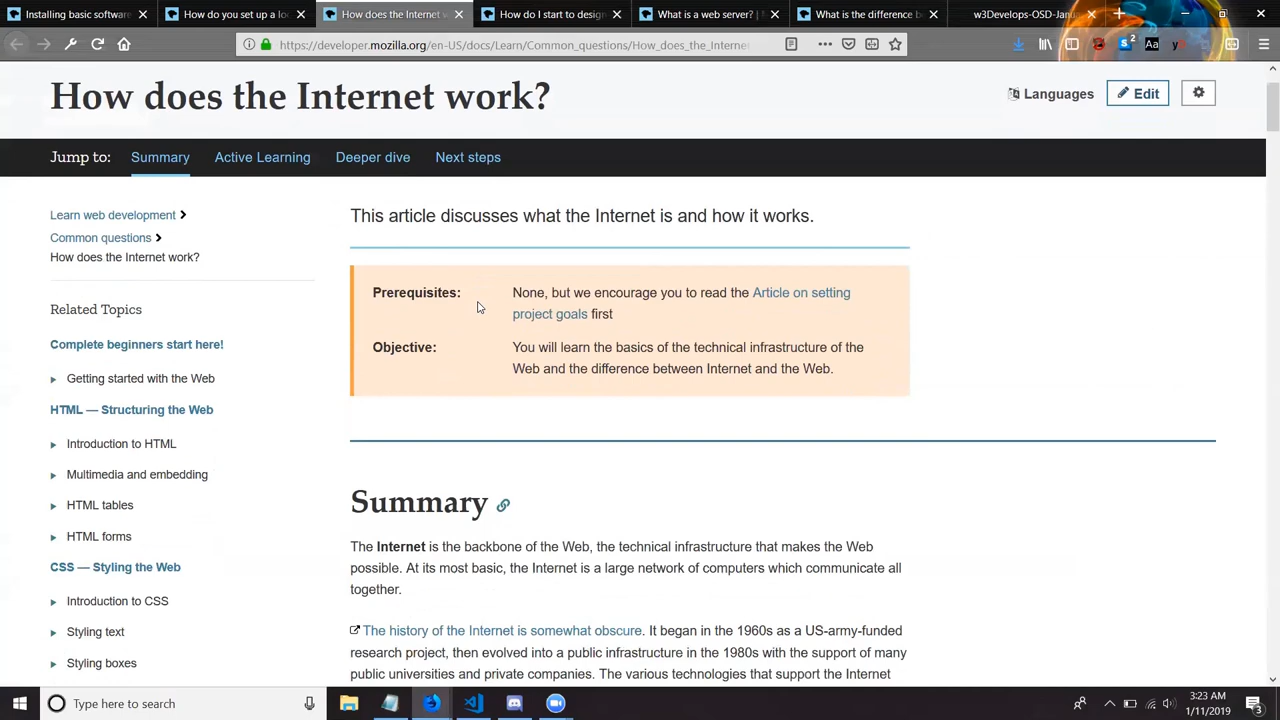 Installing basic software
How do you set up a lo
How does the Internet w
How do I start to design
What is a web server? |
What is the difference b
w3Develops-OSD-Janu
https://developer.mozilla.org/en-US/docs/Learn/Common_questions/How_does_the_Internet
2
Aa
How does the Internet work?
Languages
Edit
Jump to: Summary Active Learning Deeper dive Next steps
Learn web development
Common questions
How does the Internet work?
Related Topics
Complete beginners start here!
Getting started with the Web
HTML — Structuring the Web
Introduction to HTML
Multimedia and embedding
HTML tables
HTML forms
CSS — Styling the Web
Introduction to CSS
Styling text
Styling boxes
This article discusses what the Internet is and how it works.
Prerequisites: None, but we encourage you to read the Article on setting
project goals first
Objective: You will learn the basics of the technical infrastructure of the
Web and the difference between Internet and the Web.
Summary
The Internet is the backbone of the Web, the technical infrastructure that makes the Web
possible. At its most basic, the Internet is a large network of computers which communicate all
together.
The history of the Internet is somewhat obscure. It began in the 1960s as a US-army-funded
research project, then evolved into a public infrastructure in the 1980s with the support of many
public universities and private companies. The various technologies that support the Internet
Type here to search
3:23 AM
1/11/2019
3